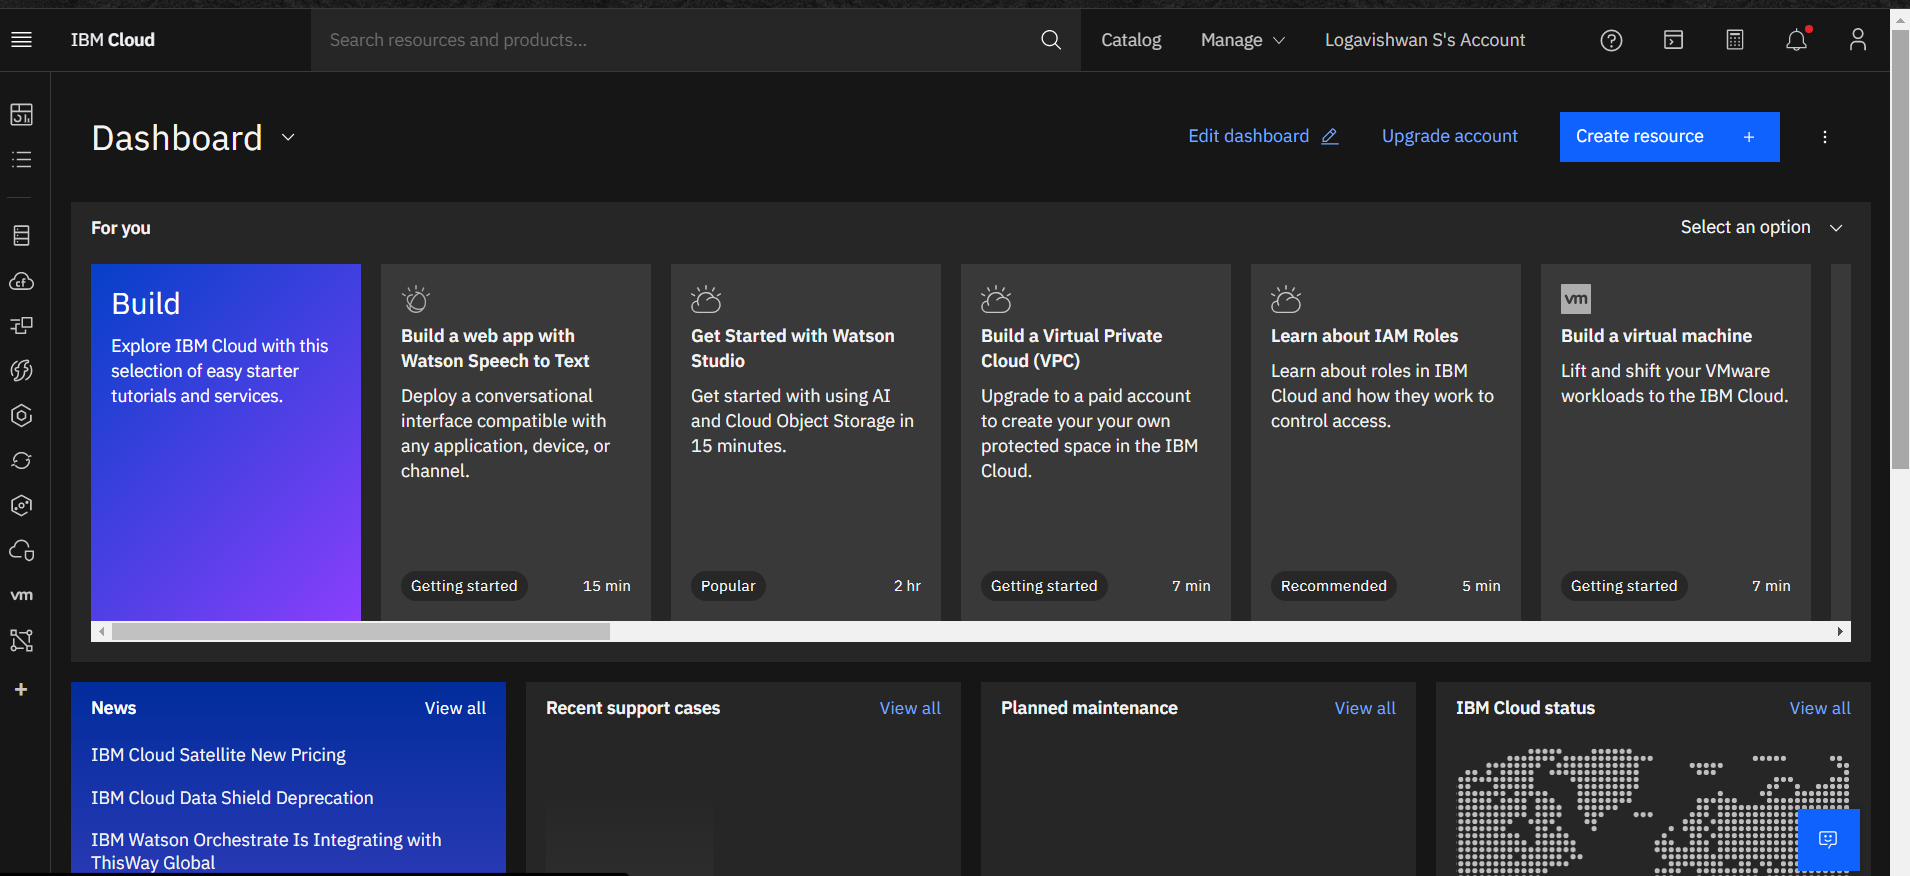 IBM Cloud
Search resources and products...
Catalog
Manage
Logavishwan S's Account
Dashboard
Edit dashboard
Upgrade account
Create resource +
For you
Select an option
Build
Explore IBM Cloud with this
selection of easy starter
tutorials and services.
Build a web app with
Watson Speech to Text
Deploy a conversational
interface compatible with
any application, device, or
channel.
Getting started
15 min
Get Started with Watson
Studio
Get started with using AI
and Cloud Object Storage in
15 minutes.
Popular
2 hr
Build a Virtual Private
Cloud (VPC)
Upgrade to a paid account
to create your your own
protected space in the IBM
Cloud.
Getting started
7 min
Learn about IAM Roles
Learn about roles in IBM
Cloud and how they work to
control access.
Recommended
5 min
vm
Build a virtual machine
Lift and shift your VMware
workloads to the IBM Cloud.
Getting started
7 min
cf
vm
News
View all
IBM Cloud Satellite New Pricing
IBM Cloud Data Shield Deprecation
IBM Watson Orchestrate Is Integrating with
ThisWay Global
Recent support cases
View all
Planned maintenance
View all
IBM Cloud status
View all